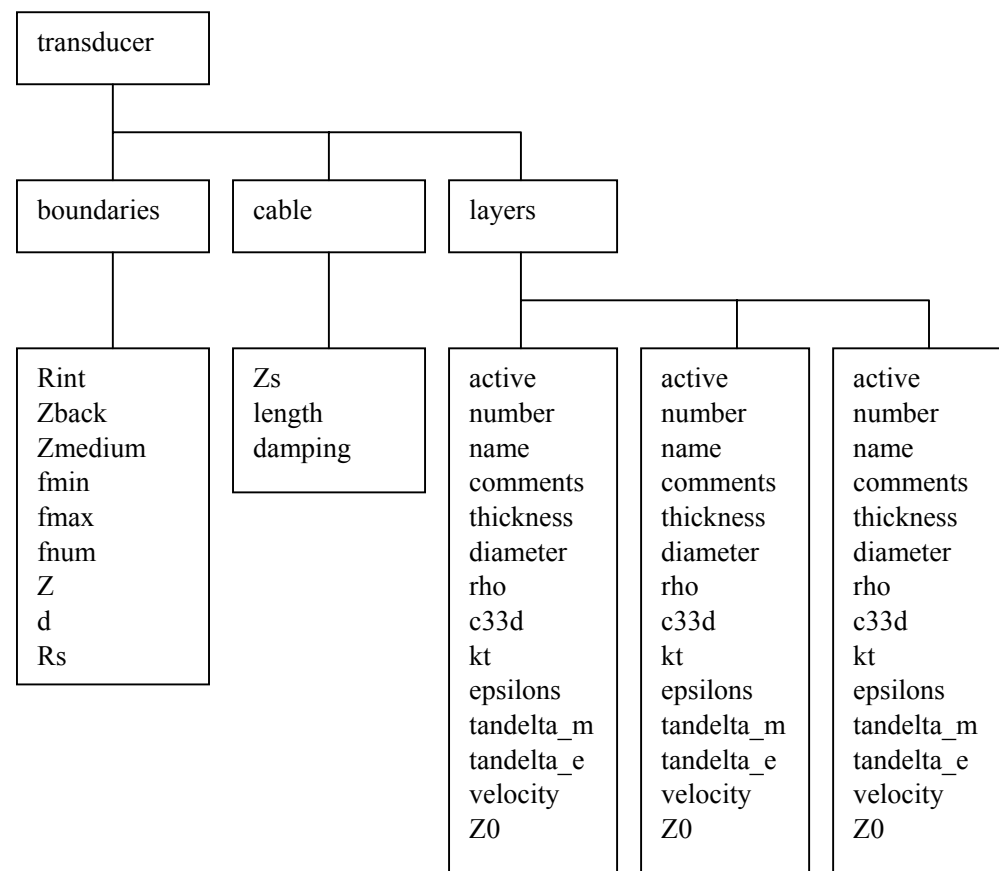 transducer
boundaries
cable
layers
Rint
Zback
Zmedium
fmin
fmax
fnum
Z
d
Rs
Zs
length
damping
active
number
name
comments
thickness
diameter
rho
c33d
kt
epsilons
tandelta_m
tandelta_e
velocity
Z0
active
number
name
comments
thickness
diameter
rho
c33d
kt
epsilons
tandelta_m
tandelta_e
velocity
Z0
active
number
name
comments
thickness
diameter
rho
c33d
kt
epsilons
tandelta_m
tandelta_e
velocity
Z0